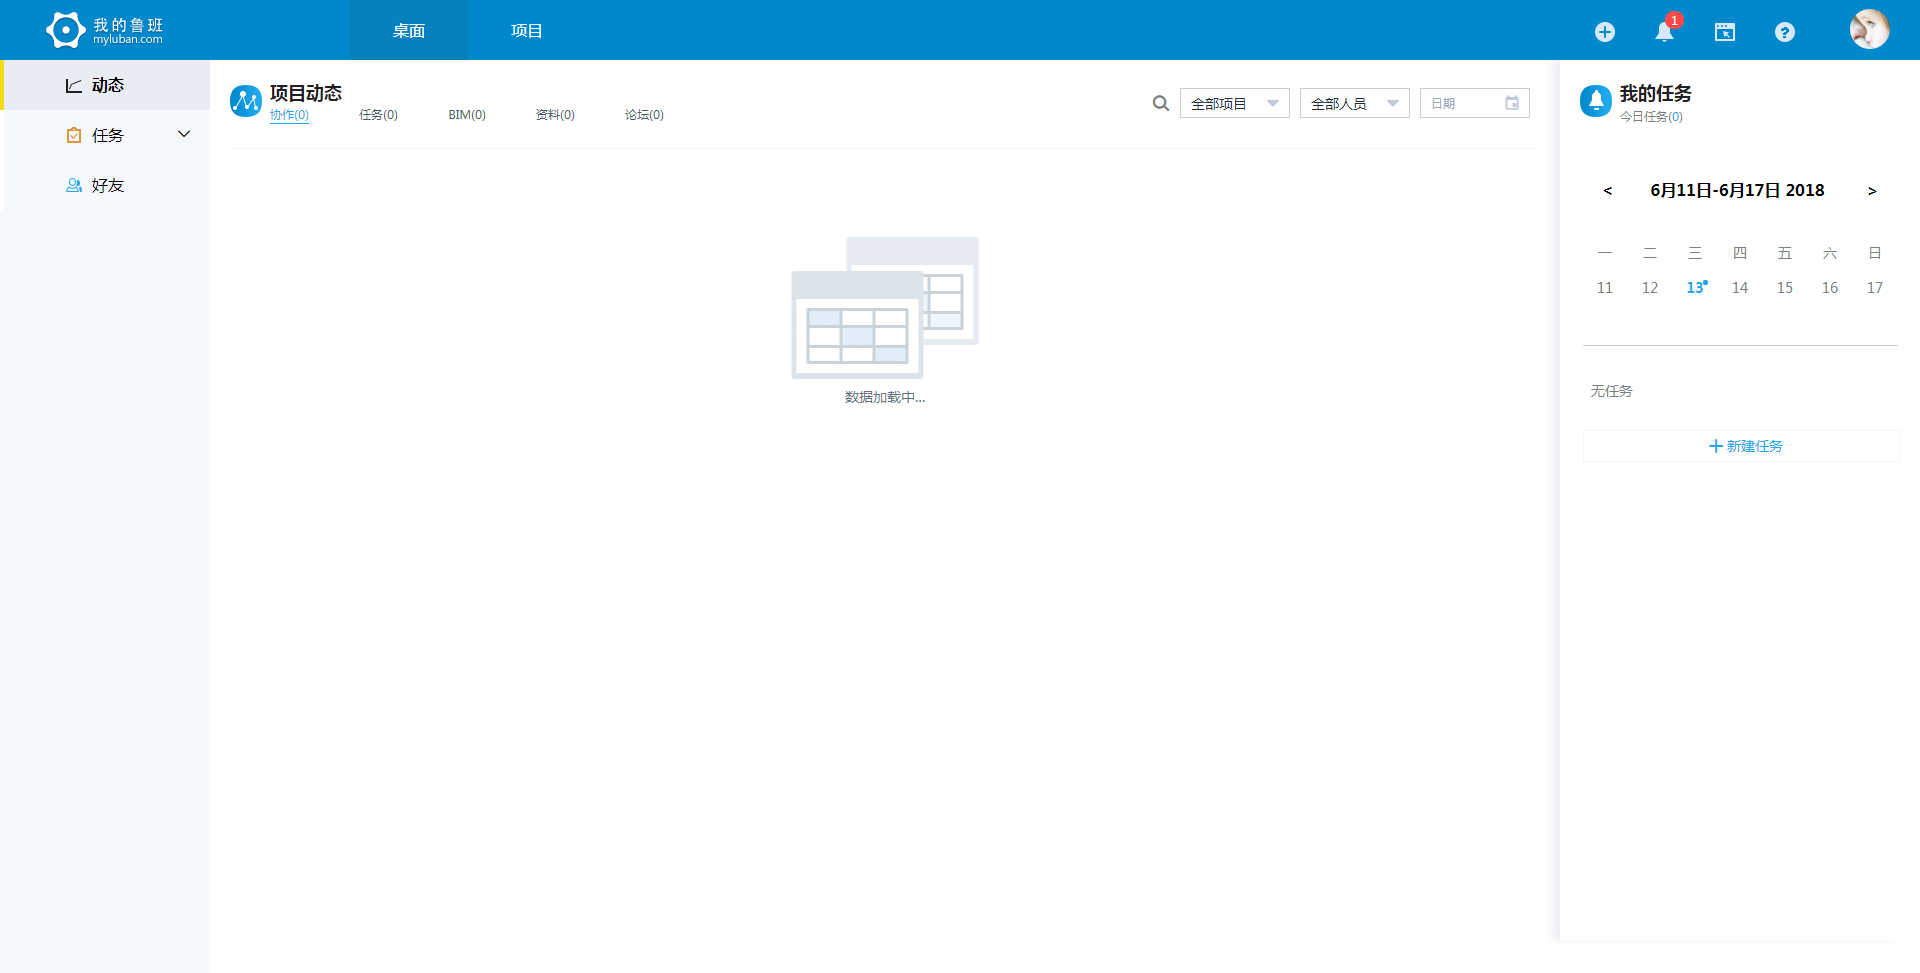 我的鲁班
myluban.com
桌面
项目
1
动态
任务
好友
项目动态
协作(0) 任务(0) BIM(0) 资料(0) 论坛(0)
全部项目
全部人员
日期
数据加载中...
我的任务
今日任务(0)
< 6月11日-6月17日 2018 >
一 二 三 四 五 六 日
11 12 13 14 15 16 17
无任务
新建任务